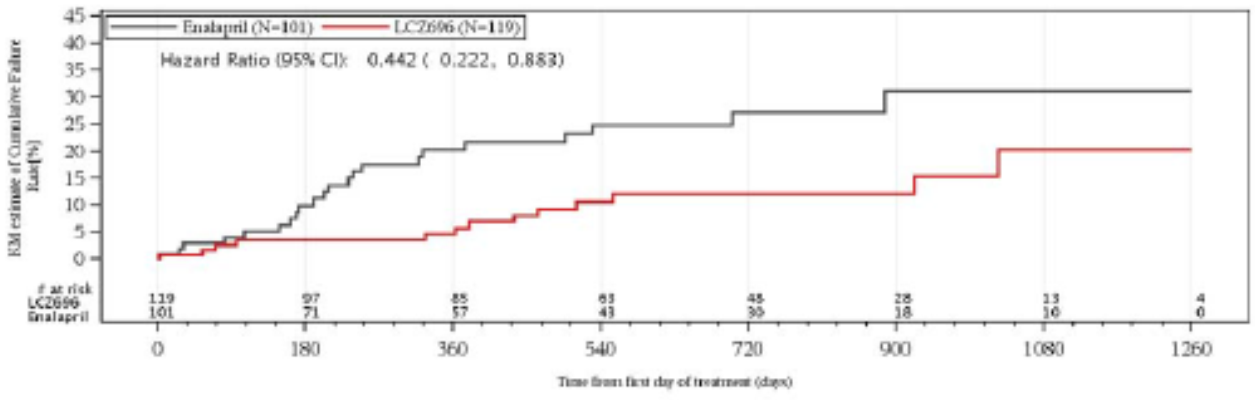 Enalapril (N=101) LCZ696 (N=119)
Hazard Ratio (95% CI): 0.442 ( 0.222, 0.883)
KM estimate of Cumulative Failure
Rate[%]
45
40
35
30
25
20
15
10
5
0
# at risk
LCZ696 119 97 85 63 48 28 13 4
Enalapril 101 71 57 43 30 18 10 0
0 180 360 540 720 900 1080 1260
Time from first day of treatment (days)